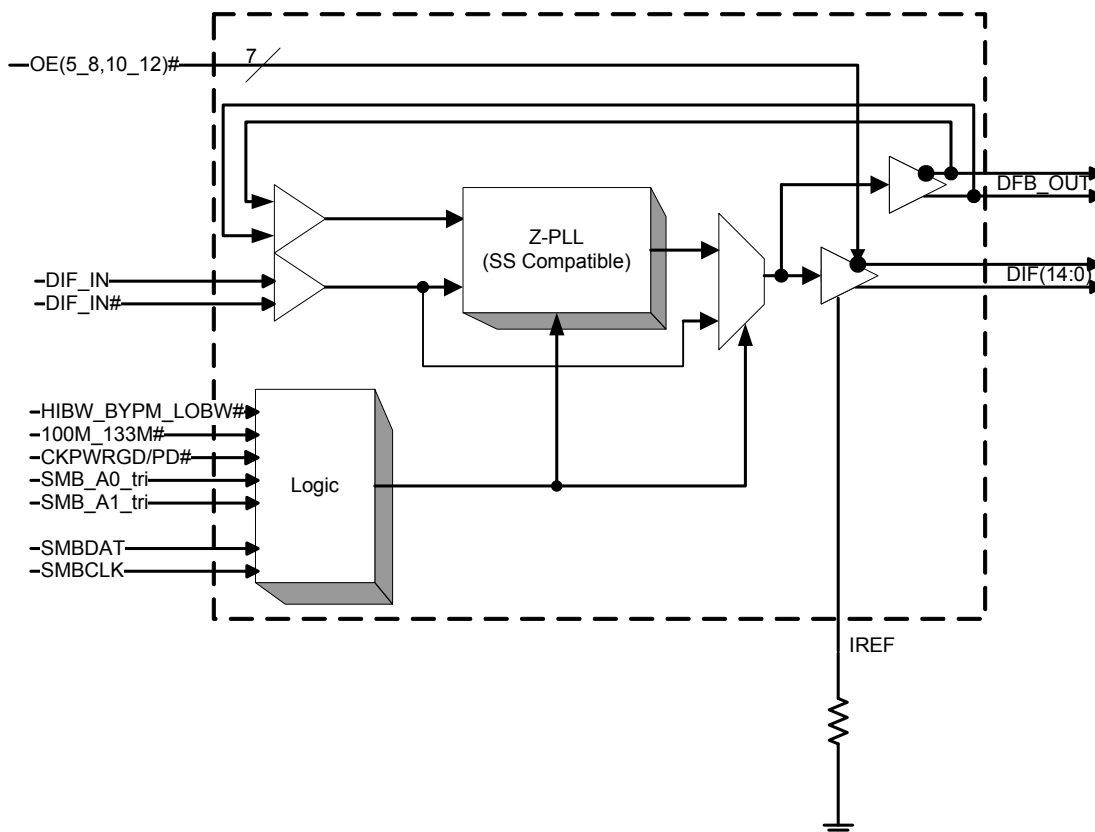 OE(5_8,10_12)#
7
DFB_OUT
Z-PLL
(SS Compatible)
DIF_IN
DIF(14:0)
DIF_IN#
HIBW_BYPM_LOBW#
100M_133M#
CKPWRGD/PD#
SMB_A0_tri
Logic
SMB_A1_tri
SMBDAT
SMBCLK
IREF